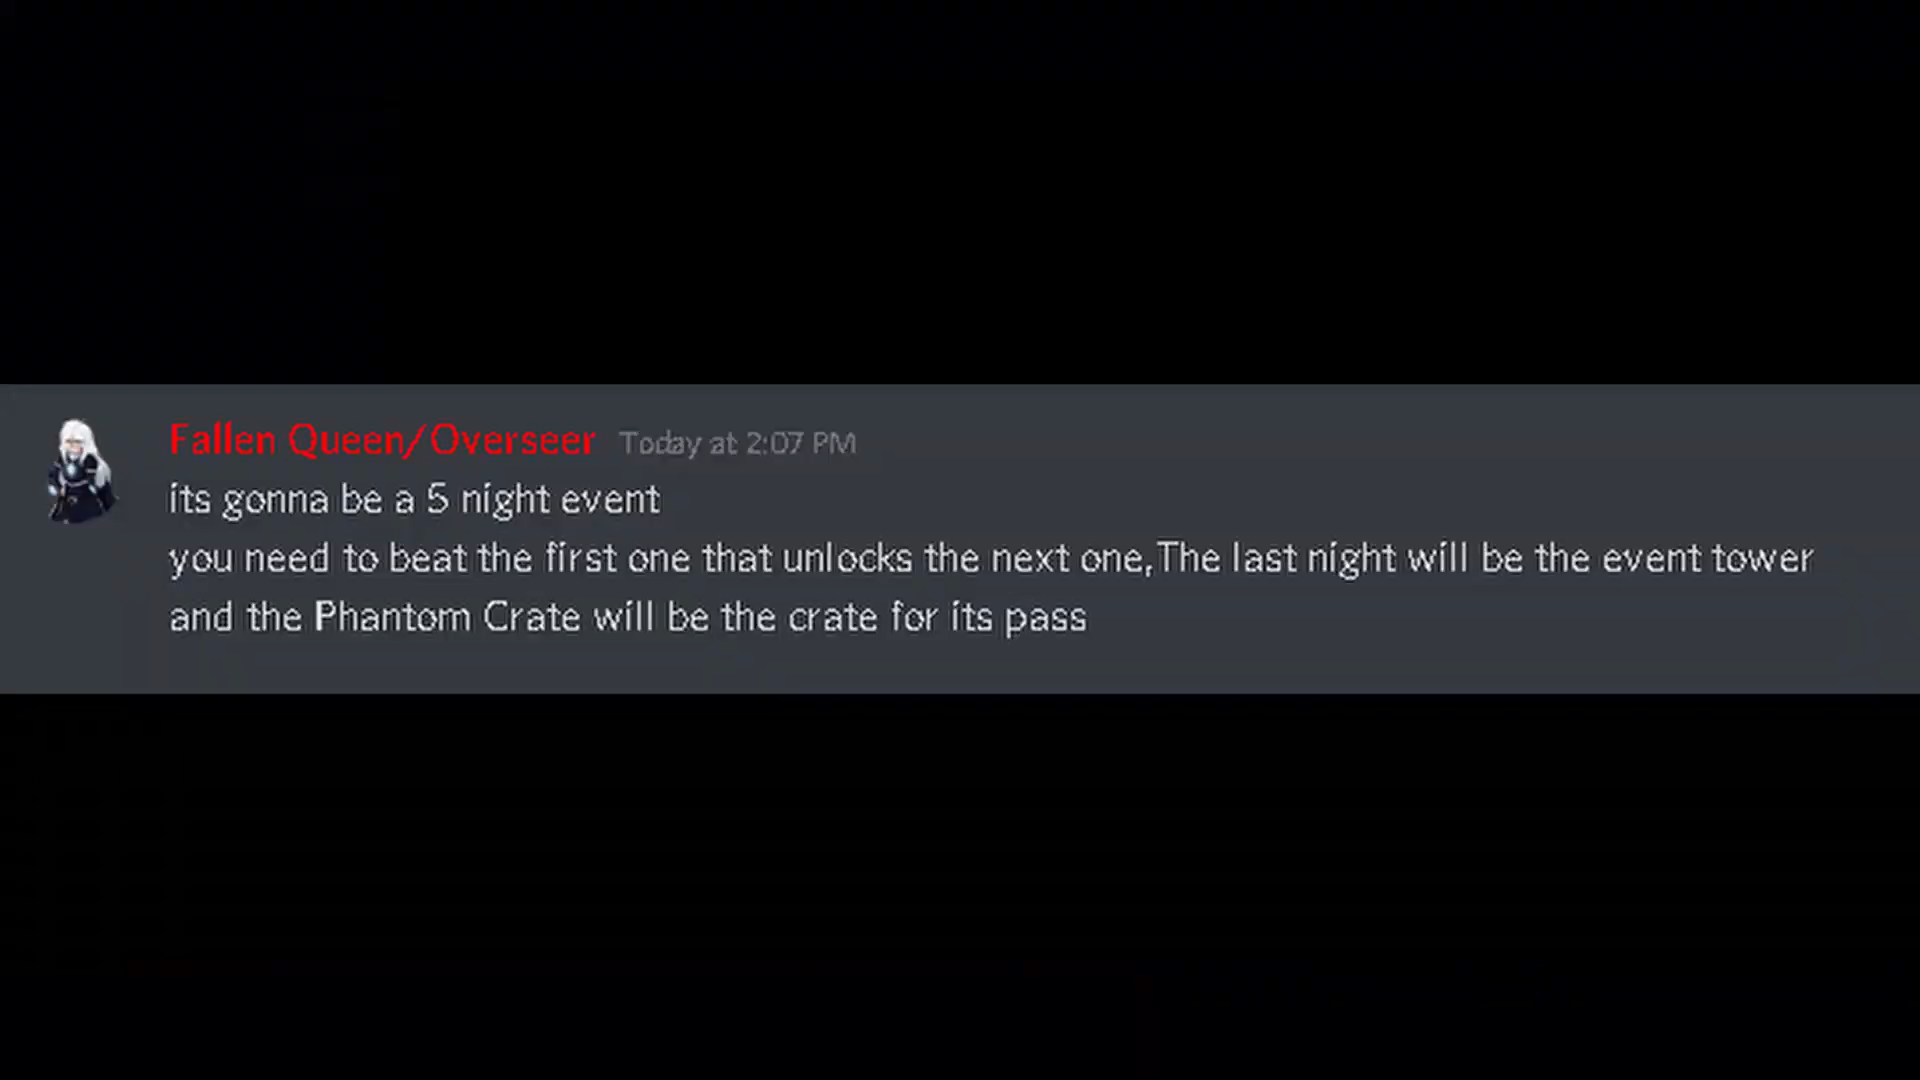 Fallen Queen/Overseer Today at 2:07 PM
its gonna be a 5 night event
you need to beat the first one that unlocks the next one,The last night will be the event tower
and the Phantom Crate will be the crate for its pass